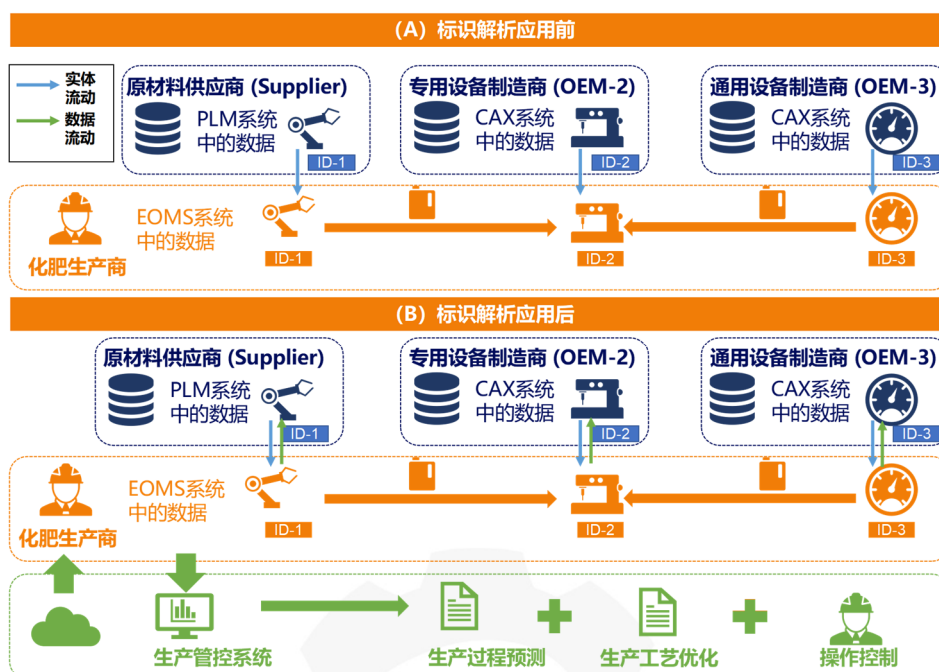 （A）标识解析应用前
实体
流动
数据
流动
原材料供应商 (Supplier)
PLM系统
中的数据
ID-1
专用设备制造商 (OEM-2)
CAX系统
中的数据
ID-2
通用设备制造商 (OEM-3)
CAX系统
中的数据
ID-3
化肥生产商
EOMS系统
中的数据
ID-1
ID-2
ID-3
（B）标识解析应用后
原材料供应商 (Supplier)
PLM系统
中的数据
ID-1
专用设备制造商 (OEM-2)
CAX系统
中的数据
ID-2
通用设备制造商 (OEM-3)
CAX系统
中的数据
ID-3
化肥生产商
EOMS系统
中的数据
ID-1
ID-2
ID-3
生产管控系统
生产过程预测
生产工艺优化
操作控制